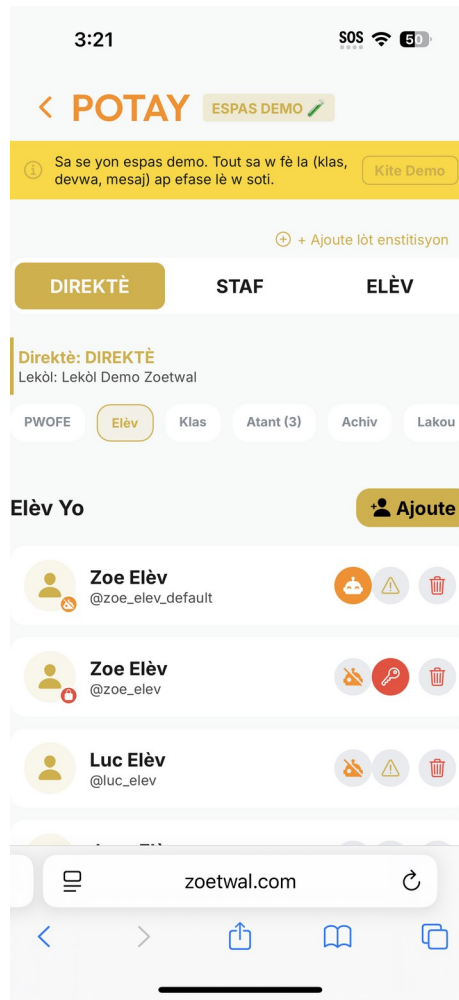 3:21
SOS
50
POTAY
ESPAS DEMO
Sa se yon espas demo. Tout sa w fè la (klas,
devwa, mesaj) ap efase lè w soti.
Kite Demo
+ Ajoute lòt enstitisyon
DIREKTÈ
STAF
ELÈV
Direktè: DIREKTÈ
Lekòl: Lekòl Demo Zoetwal
PWOFE
Elèv
Klas
Atant (3)
Achiv
Lakou
Elèv Yo
Ajoute
Zoe Elèv
@zoe_elev_default
Zoe Elèv
@zoe_elev
Luc Elèv
@luc_elev
zoetwal.com